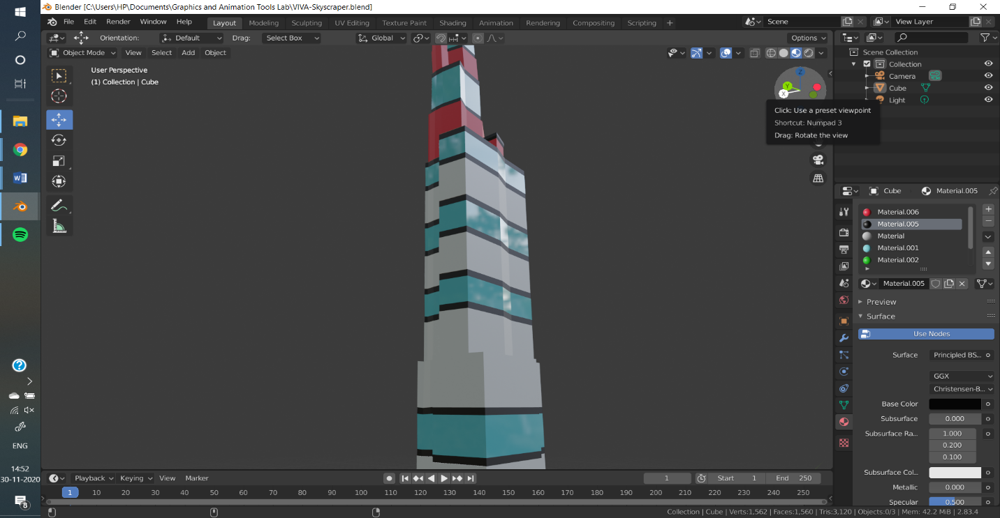 Blender [C:\Users\HP\Documents\Graphics and Animation Tools Lab\VIVA-Skyscraper.blend]
File Edit Render Window Help Layout Modeling Sculpting UV Editing Texture Paint Shading Animation Rendering Compositing Scripting + Scene View Layer
Orientation: Default Drag: Select Box Global Options
Object Mode View Select Add Object
User Perspective
(1) Collection | Cube
Scene Collection
Collection
Camera
Cube
Light
Z
Y
X
Click: Use a preset viewpoint
Shortcut: Numpad 3
Drag: Rotate the view
Cube Material.005
Material.006
Material.005
Material
Material.001
Material.002
Material.005
Preview
Surface
Use Nodes
Surface Principled BS...
GGX
Christensen-B...
Base Color
Subsurface 0.000
Subsurface Ra... 1.000
0.200
0.100
Subsurface Col...
Metallic 0.000
Specular 0.500
Playback Keying View Marker 1 Start 1 End 250
1 10 20 30 40 50 60 70 80 90 100 110 120 130 140 150 160 170 180 190 200 210 220 230 240 250
Collection | Cube | Verts:1,562 | Faces:1,560 | Tris:3,120 | Objects:0/3 | Mem: 42.2 MiB | 2.83.4
W
?
ENG
14:52
30-11-2020
8